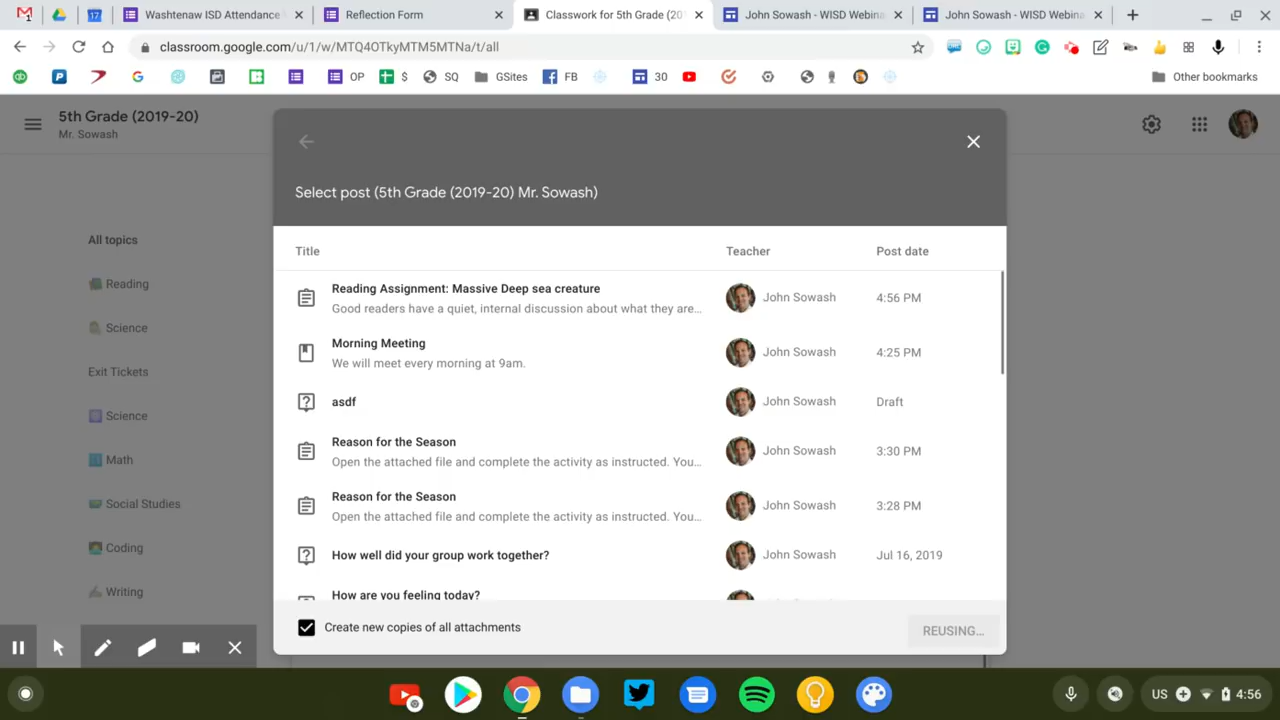 Washtenaw ISD Attendance
Reflection Form
Classwork for 5th Grade (20
John Sowash - WISD Webina
John Sowash - WISD Webina
17
classroom.google.com/u/1/w/MTQ4OTkyMTM5MTNa/t/all
OP
$
SQ
GSites
FB
30
Other bookmarks
5th Grade (2019-20)
Mr. Sowash
Select post (5th Grade (2019-20) Mr. Sowash)
All topics
Reading
Science
Exit Tickets
Science
Math
Social Studies
Coding
Writing
Title Teacher Post date
Reading Assignment: Massive Deep sea creature
Good readers have a quiet, internal discussion about what they are...
John Sowash 4:56 PM
Morning Meeting
We will meet every morning at 9am.
John Sowash 4:25 PM
asdf John Sowash Draft
Reason for the Season
Open the attached file and complete the activity as instructed. You...
John Sowash 3:30 PM
Reason for the Season
Open the attached file and complete the activity as instructed. You...
John Sowash 3:28 PM
How well did your group work together? John Sowash Jul 16, 2019
How are you feeling today?
Create new copies of all attachments
REUSING...
US 4:56